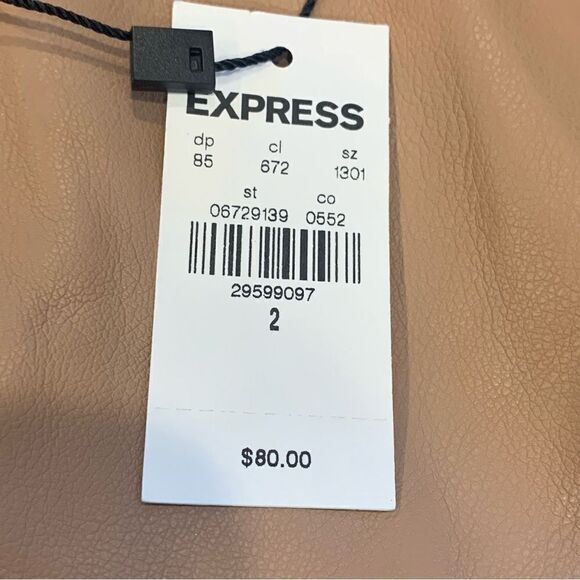 EXPRESS
dp cl sz
85 672 1301
st co
06729139 0552
29599097
2
$80.00